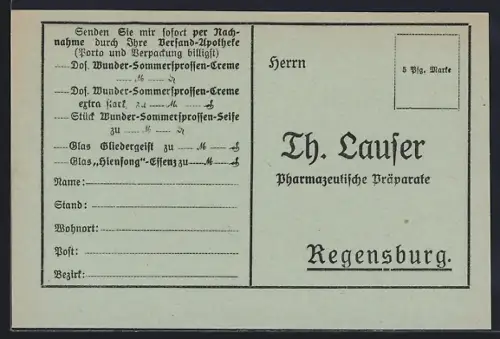 Senden Sie mir sofort per Nach-
nahme durch Ihre Versand-Apotheke
(Porto und Verpackung billigst)
Dos. Wunder-Sommersprossen-Creme
M ₰
Dos. Wunder-Sommersprossen-Creme
extra stark zu M ₰
Stück Wunder-Sommersprossen-Seife
zu M ₰
Glas Gliedergeist zu M ₰
Glas „Hienfong"-Essenz zu M ₰
Name:
Stand:
Wohnort:
Post:
Bezirk:
Herrn
5 Pfg. Marke
Th. Lauser
Pharmazeutische Präparate
Regensburg.